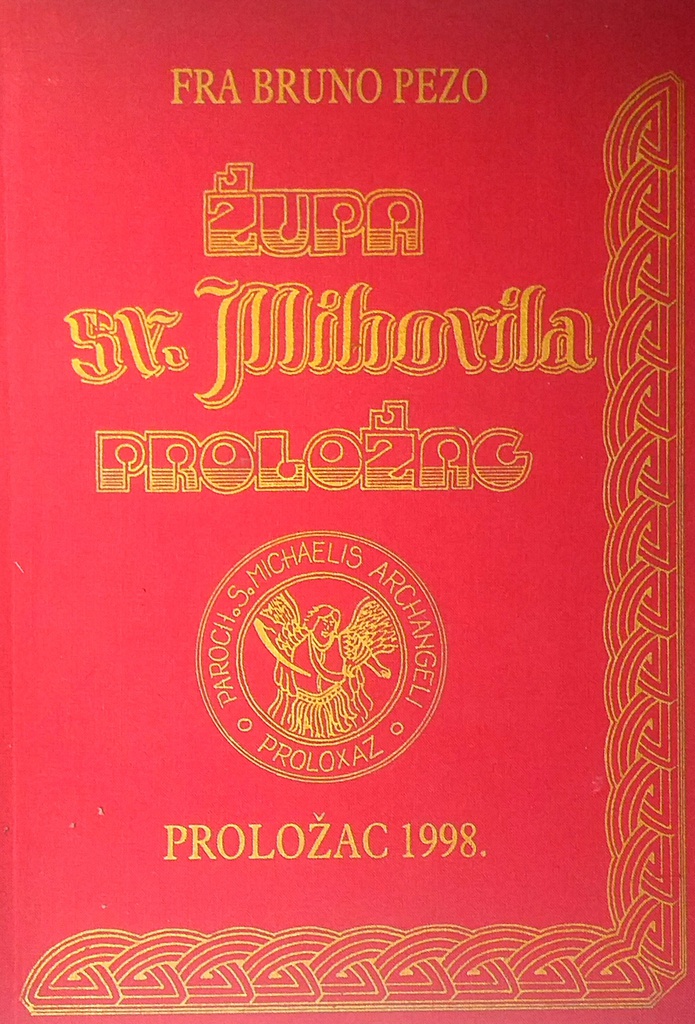 FRA BRUNO PEZO
ŽUPA
sv. Mihovila
PROLOŽAC
PAROCH. S. MICHAELIS ARCHANGELI
PROLOXAZ
PROLOŽAC 1998.